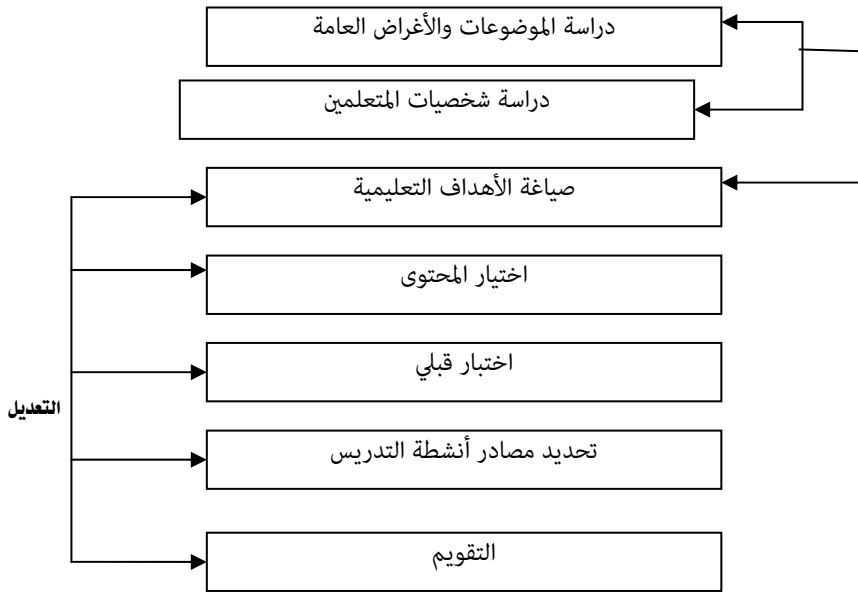 دراسة الموضوعات والأغراض العامة
دراسة شخصيات المتعلمين
صياغة الأهداف التعليمية
اختيار المحتوى
اختبار قبلي
التعديل
تحديد مصادر أنشطة التدريس
التقويم